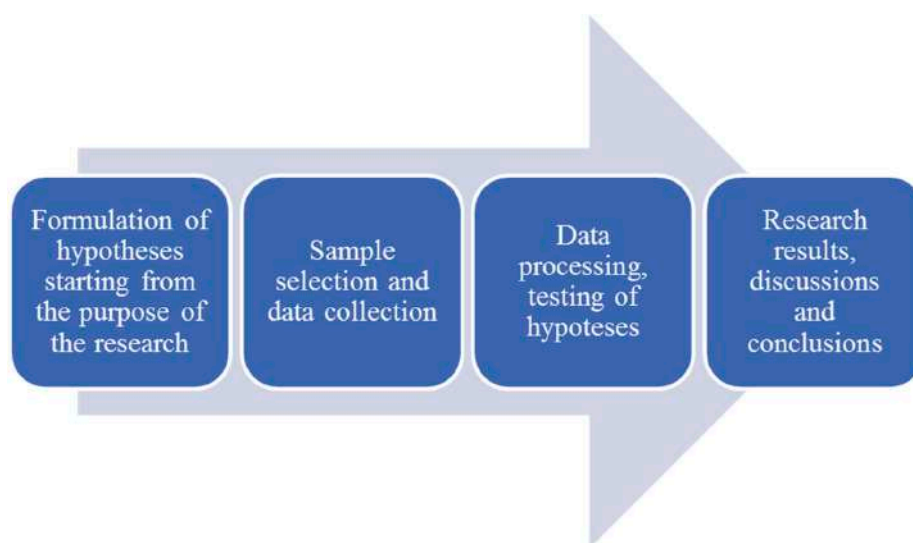 Formulation of
hypotheses
starting from
the purpose of
the research
Sample
selection and
data collection
Data
processing,
testing of
hypoteses
Research
results,
discussions
and
conclusions